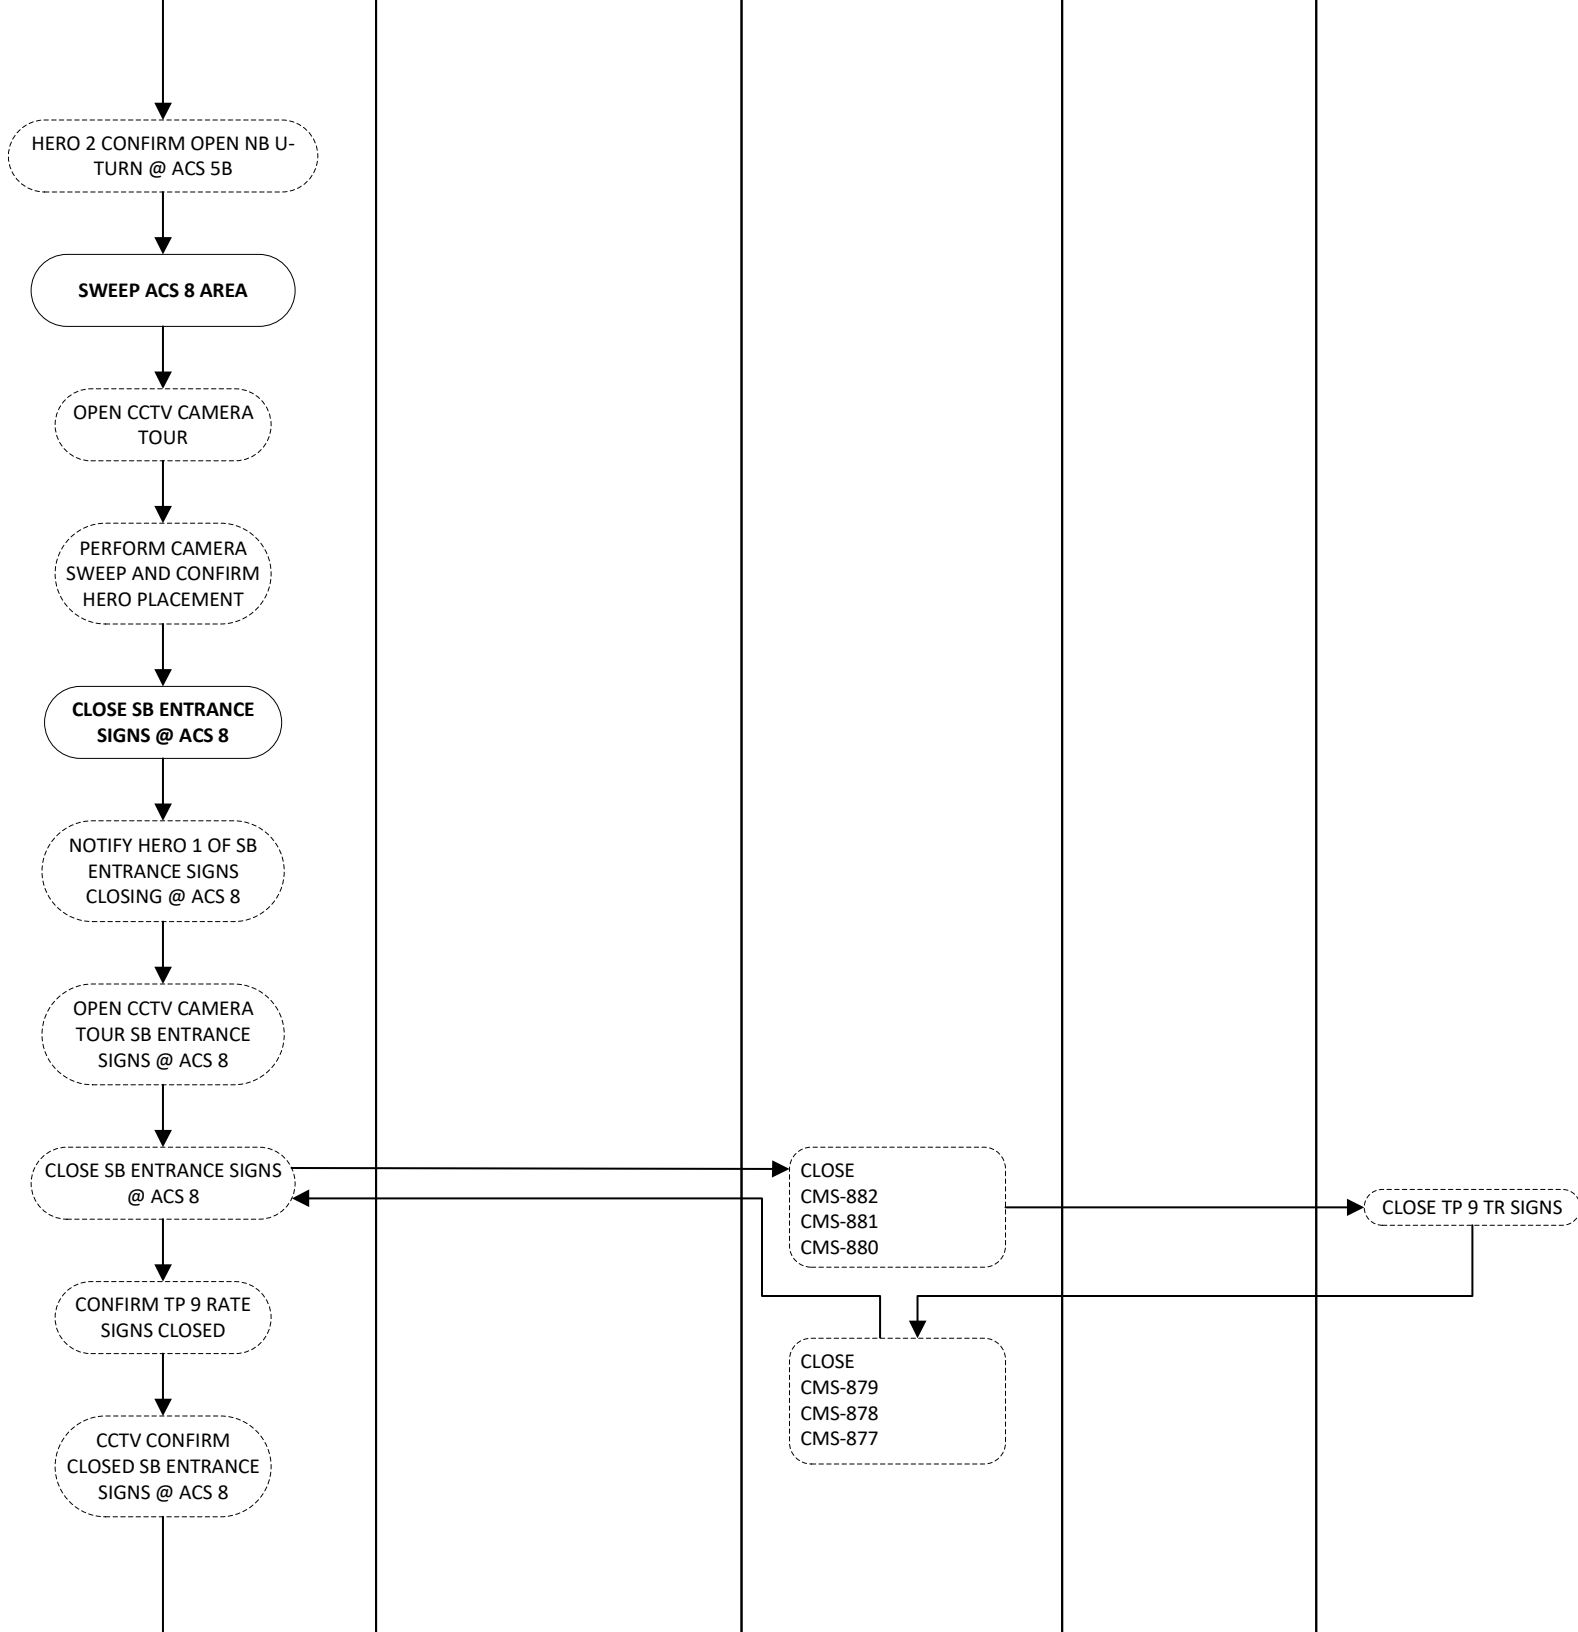 HERO 2 CONFIRM OPEN NB U-
TURN @ ACS 5B
SWEEP ACS 8 AREA
OPEN CCTV CAMERA
TOUR
PERFORM CAMERA
SWEEP AND CONFIRM
HERO PLACEMENT
CLOSE SB ENTRANCE
SIGNS @ ACS 8
NOTIFY HERO 1 OF SB
ENTRANCE SIGNS
CLOSING @ ACS 8
OPEN CCTV CAMERA
TOUR SB ENTRANCE
SIGNS @ ACS 8
CLOSE SB ENTRANCE SIGNS
@ ACS 8
CLOSE
CMS-882
CMS-881
CMS-880
CLOSE TP 9 TR SIGNS
CLOSE
CMS-879
CMS-878
CMS-877
CONFIRM TP 9 RATE
SIGNS CLOSED
CCTV CONFIRM
CLOSED SB ENTRANCE
SIGNS @ ACS 8